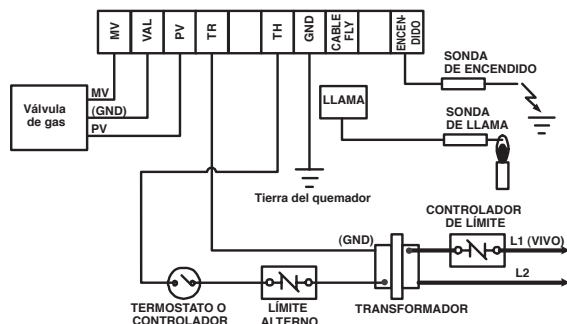 MV
VAL
PV
TR
TH
GND
CABLE
FLY
ENCEN-
DIDO
SONDA
DE ENCENDIDO
MV
(GND)
PV
Válvula
de gas
LLAMA
SONDA
DE LLAMA
Tierra del quemador
CONTROLADOR
DE LÍMITE
(GND)
L1 (VIVO)
L2
TERMOSTATO O
CONTROLADOR
LÍMITE
ALTERNO
TRANSFORMADOR